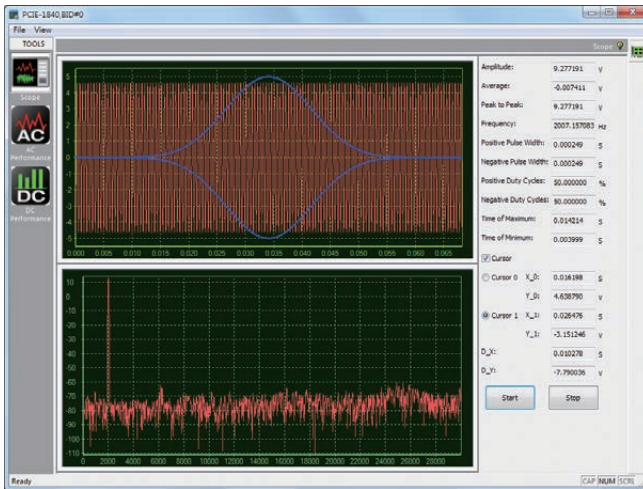 PCIE-1840,BID#0
File View
TOOLS
Scope
Scope
AC
AC
Performance
DC
DC
Performance
5
4
3
2
1
0
-1
-2
-3
-4
-5
0.000 0.005 0.010 0.015 0.020 0.025 0.030 0.035 0.040 0.045 0.050 0.055 0.060 0.065
10
0
-10
-20
-30
-40
-50
-60
-70
-80
-90
-100
-110
0 2000 4000 6000 8000 10000 12000 14000 16000 18000 20000 22000 24000 26000 28000
Amplitude: 9.277191 V
Average: -0.007411 V
Peak to Peak: 9.277191 V
Frequency: 2007.157083 Hz
Positive Pulse Width: 0.000249 S
Negative Pulse Width: 0.000249 S
Positive Duty Cycles: 50.000000 %
Negative Duty Cycles: 50.000000 %
Time of Maximum: 0.014214 S
Time of Minimum: 0.003999 S
Cursor
Cursor 0 X_0: 0.016198 S
Y_0: 4.638790 V
Cursor 1 X_1: 0.026476 S
Y_1: -3.151246 V
D_X: 0.010278 S
D_Y: -7.790036 V
Start Stop
Ready CAP NUM SCRL